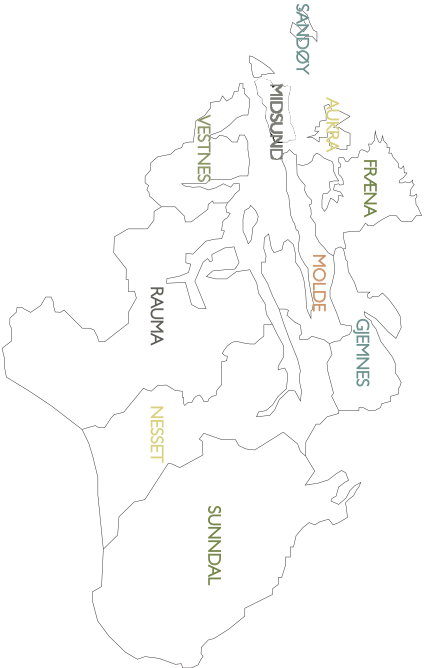 SANDØY
AUKRA
MIDSUND
FRÆNA
VESTNES
MOLDE
GJEMNES
RAUMA
NESSET
SUNNDAL